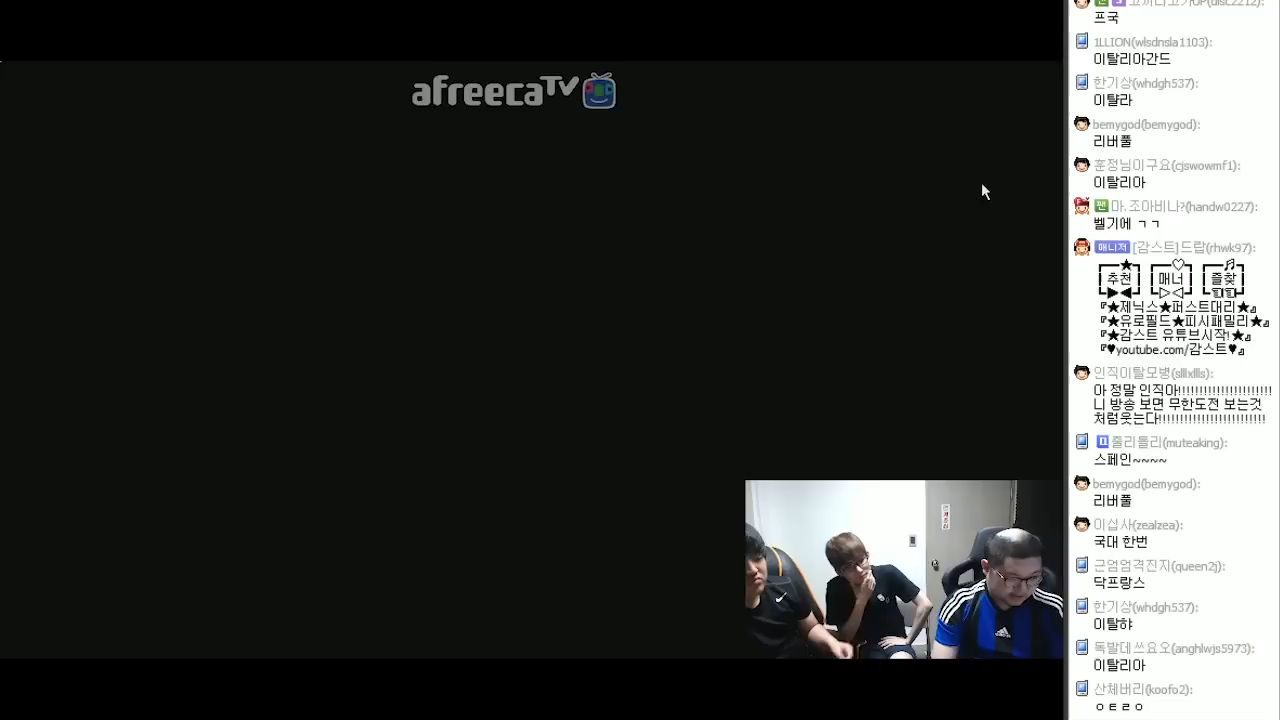 afreecaTV
프국
1LLION(wlsdnsla1103):
이탈리아간드
한기상(whdgh537):
이탈라
bemygod(bemygod):
리버풀
훈정님이구요(cjswowmf1):
이탈리아
팬 마.조아비나?(handw0227):
벨기에 ㄱㄱ
매니저 [감스트]드랍(rhwk97):
추천 매너 즐찾
『★제닉스★퍼스트대리★』
『★유로필드★피시패밀리★』
『★감스트 유튜브시작!★』
『♥youtube.com/감스트♥』
인직이탈모병(slllxllls):
아 정말 인직아!!!!!!!!!!!!!!!!!!!!!!
니 방송 보면 무한도전 보는것
처럼웃는다!!!!!!!!!!!!!!!!!!!!!!!!!
줄리톨리(muteaking):
스페인~~~~
bemygod(bemygod):
리버풀
이십사(zealzea):
국대 한번
근엄엄격진지(queen2j):
닥프랑스
한기상(whdgh537):
이탈햐
독발데쓰요오(anghlwjs5973):
이탈리아
산체버리(koofo2):
ㅇㅌㄹㅇ